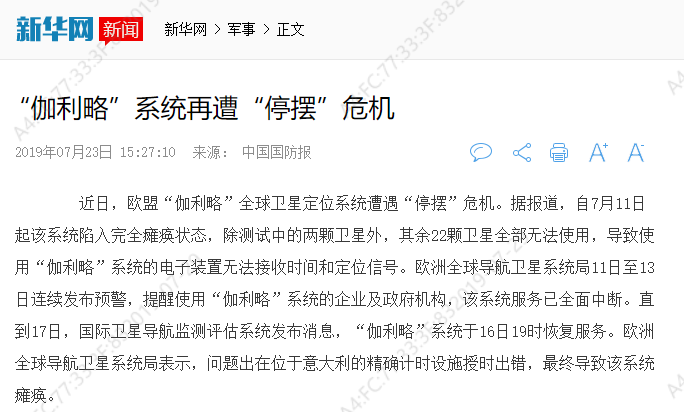 新华网 新闻 新华网 > 军事 > 正文
“伽利略”系统再遭“停摆”危机
2019年07月23日 15:27:10 来源： 中国国防报
A+ A-
近日，欧盟“伽利略”全球卫星定位系统遭遇“停摆”危机。据报道，自7月11日
起该系统陷入完全瘫痪状态，除测试中的两颗卫星外，其余22颗卫星全部无法使用，导致使
用“伽利略”系统的电子装置无法接收时间和定位信号。欧洲全球导航卫星系统局11日至13
日连续发布预警，提醒使用“伽利略”系统的企业及政府机构，该系统服务已全面中断。直
到17日，国际卫星导航监测评估系统发布消息，“伽利略”系统于16日19时恢复服务。欧洲
全球导航卫星系统局表示，问题出在位于意大利的精确计时设施授时出错，最终导致该系统
瘫痪。